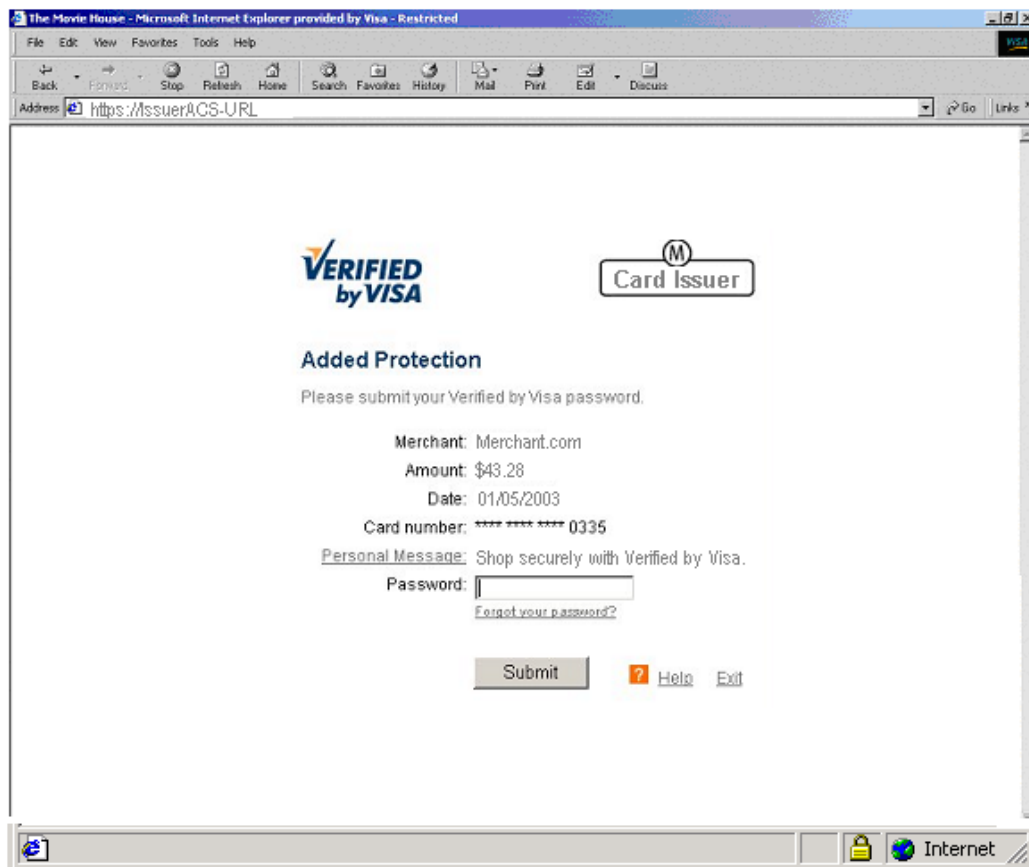 The Movie House - Microsoft Internet Explorer provided by Visa - Restricted
File Edit View Favorites Tools Help
VISA
Back Forward Stop Refresh Home Search Favorites History Mail Print Edit Discuss
Address https://IssuerACS-URL Go Links »
VERIFIED
by VISA
M
Card Issuer
Added Protection
Please submit your Verified by Visa password.
Merchant: Merchant.com
Amount: $43.28
Date: 01/05/2003
Card number: **** **** **** 0335
Personal Message: Shop securely with Verified by Visa.
Password:
Forgot your password?
Submit ? Help Exit
Internet